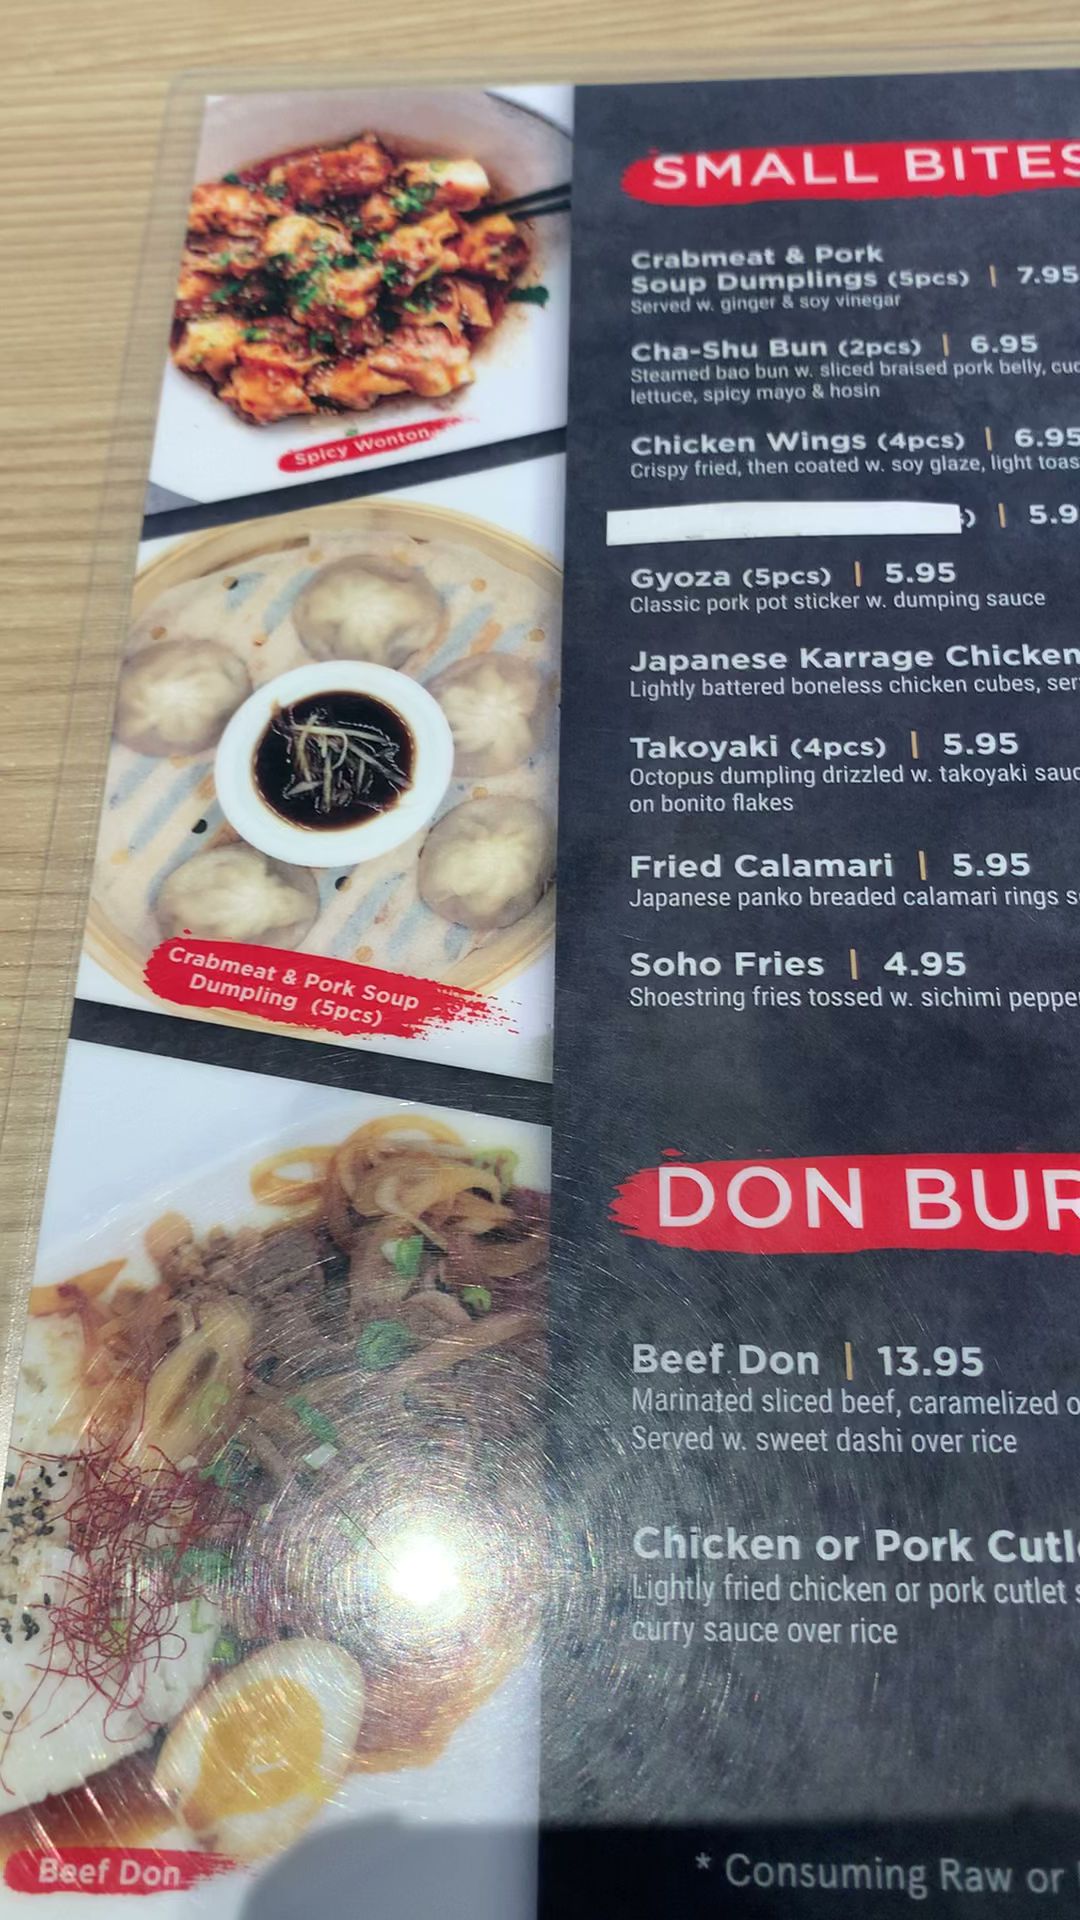 Spicy Wonton
Crabmeat & Pork Soup
Dumpling (5pcs)
Beef Don
SMALL BITES
Crabmeat & Pork
Soup Dumplings (5pcs) | 7.95
Served w. ginger & soy vinegar
Cha-Shu Bun (2pcs) | 6.95
Steamed bao bun w. sliced braised pork belly,
lettuce, spicy mayo & hosin
Chicken Wings (4pcs) | 6.95
Crispy fried, then coated w. soy glaze, light
) | 5.9
Gyoza (5pcs) | 5.95
Classic pork pot sticker w. dumping sauce
Japanese Karrage Chicken
Lightly battered boneless chicken cubes,
Takoyaki (4pcs) | 5.95
Octopus dumpling drizzled w. takoyaki
on bonito flakes
Fried Calamari | 5.95
Japanese panko breaded calamari rings
Soho Fries | 4.95
Shoestring fries tossed w. sichimi
DON BUR
Beef Don | 13.95
Marinated sliced beef, caramelized
Served w. sweet dashi over rice
Chicken or Pork Cutl
Lightly fried chicken or pork cutlet
curry sauce over rice
* Consuming Raw or